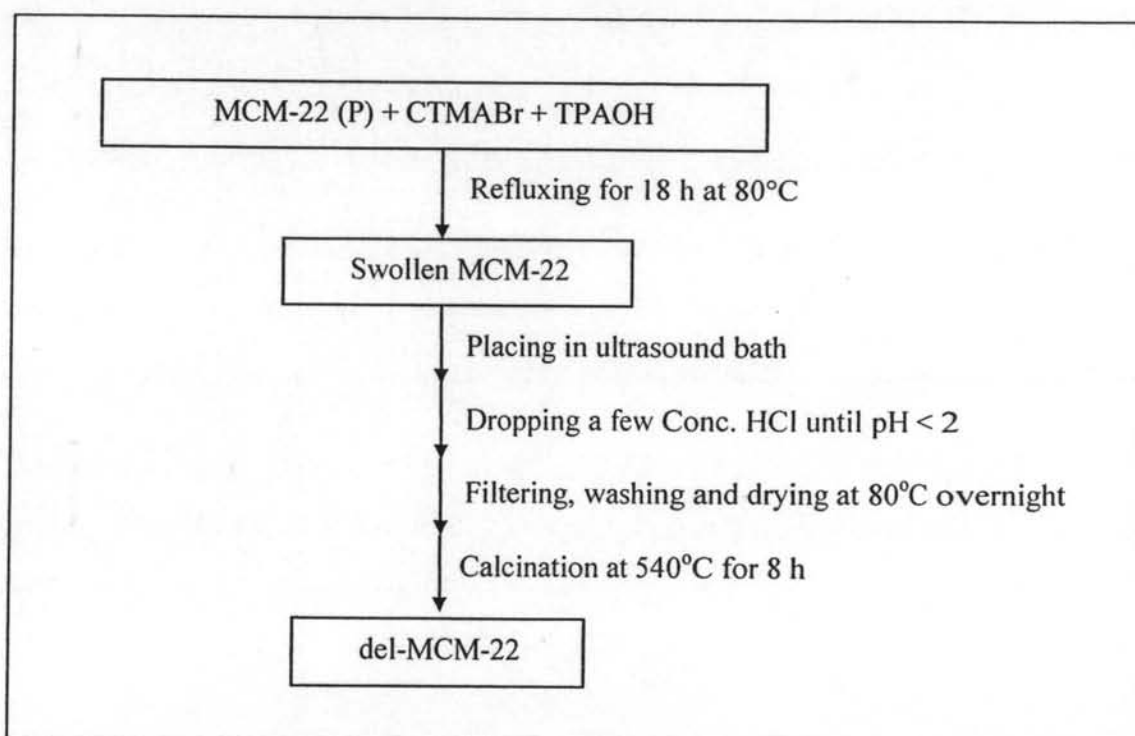 MCM-22 (P) + CTMABr + TPAOH
Refluxing for 18 h at 80°C
Swollen MCM-22
Placing in ultrasound bath
Dropping a few Conc. HCl until pH < 2
Filtering, washing and drying at 80°C overnight
Calcination at 540°C for 8 h
del-MCM-22